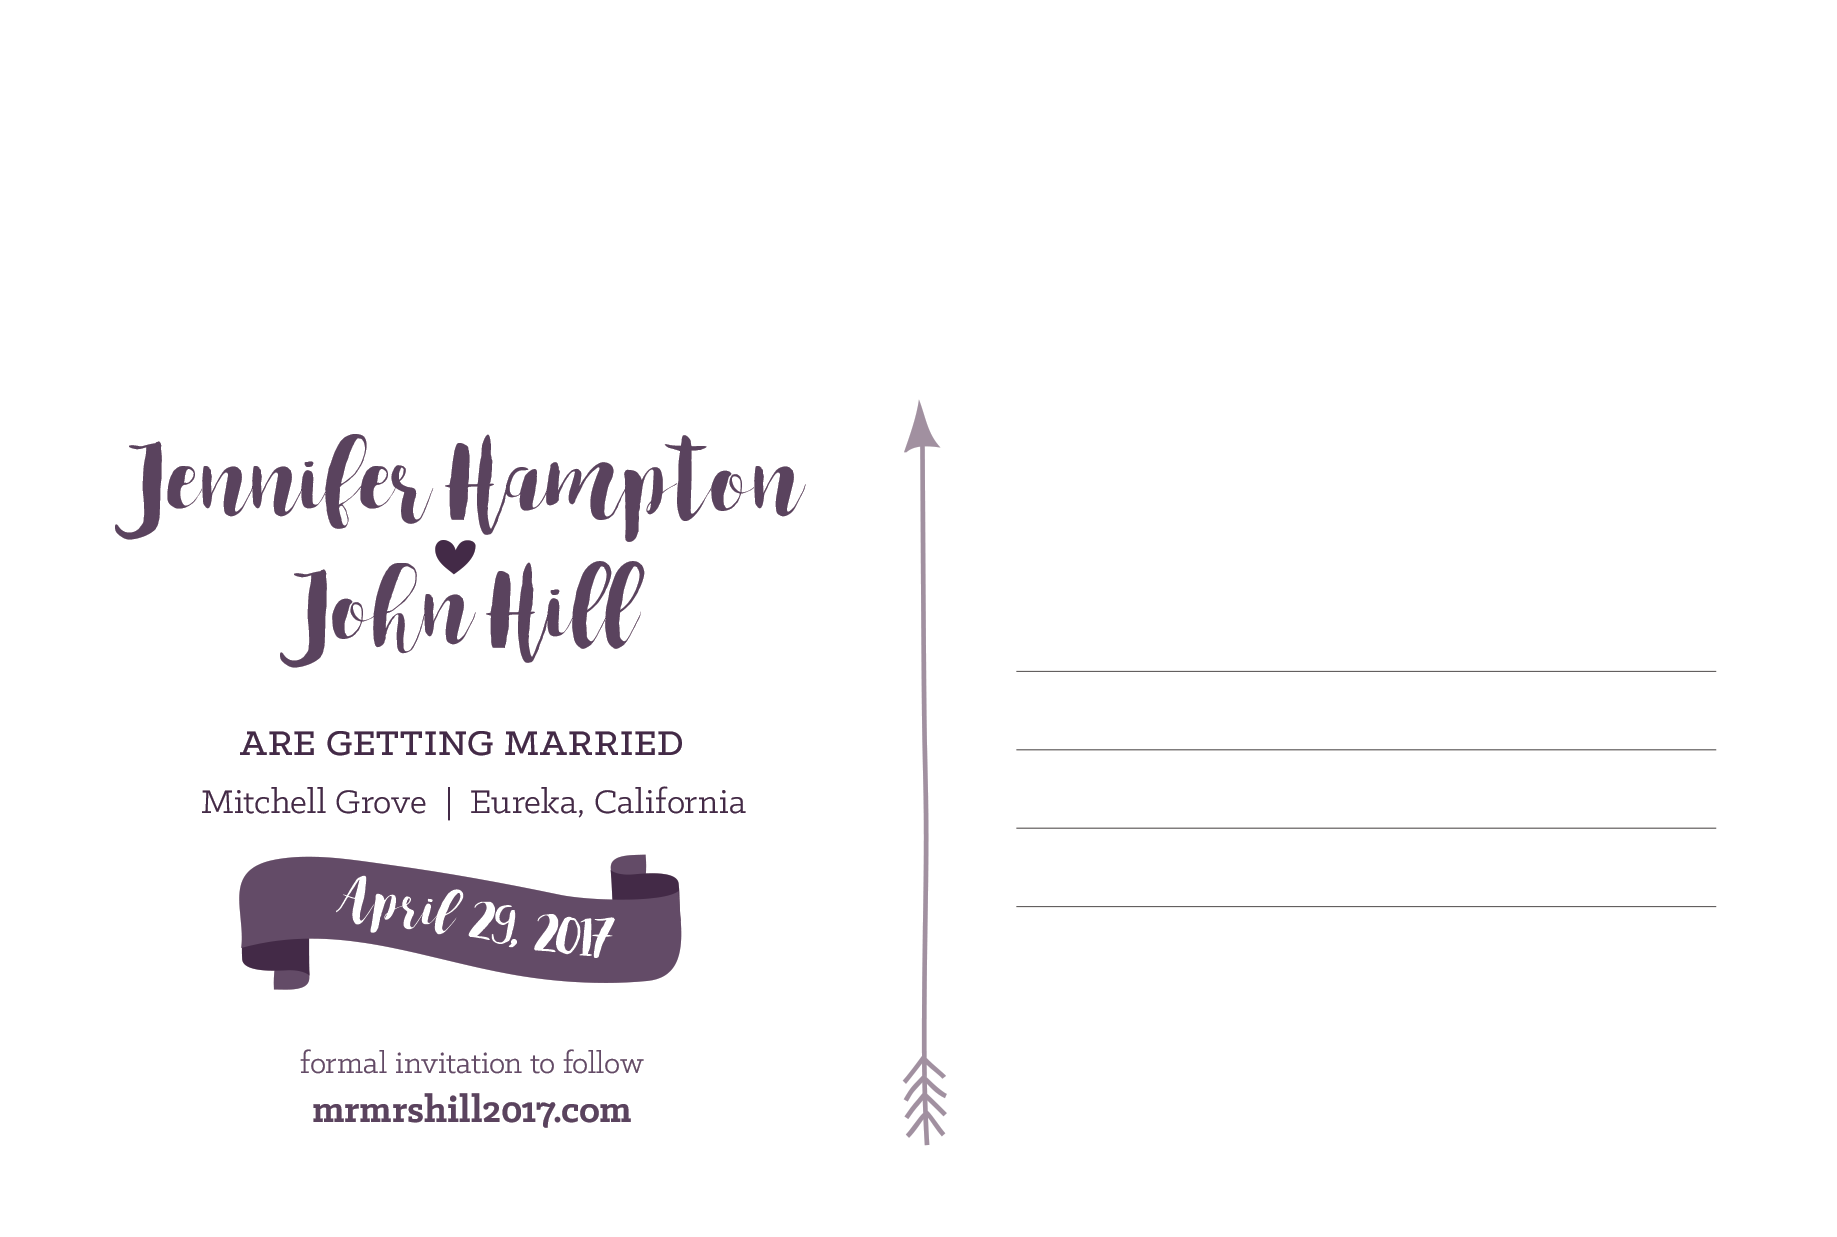 Jennifer Hampton
John Hill
ARE GETTING MARRIED
Mitchell Grove | Eureka, California
April 29, 2017
formal invitation to follow
mrmrshill2017.com